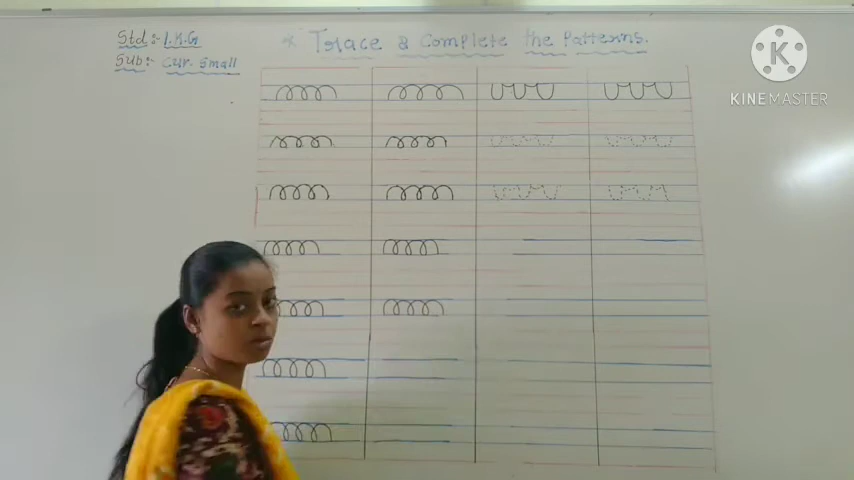 Std:- L.K.G
Sub:- Cur. Small
* Trace & Complete the Patterns.
K
KINEMASTER